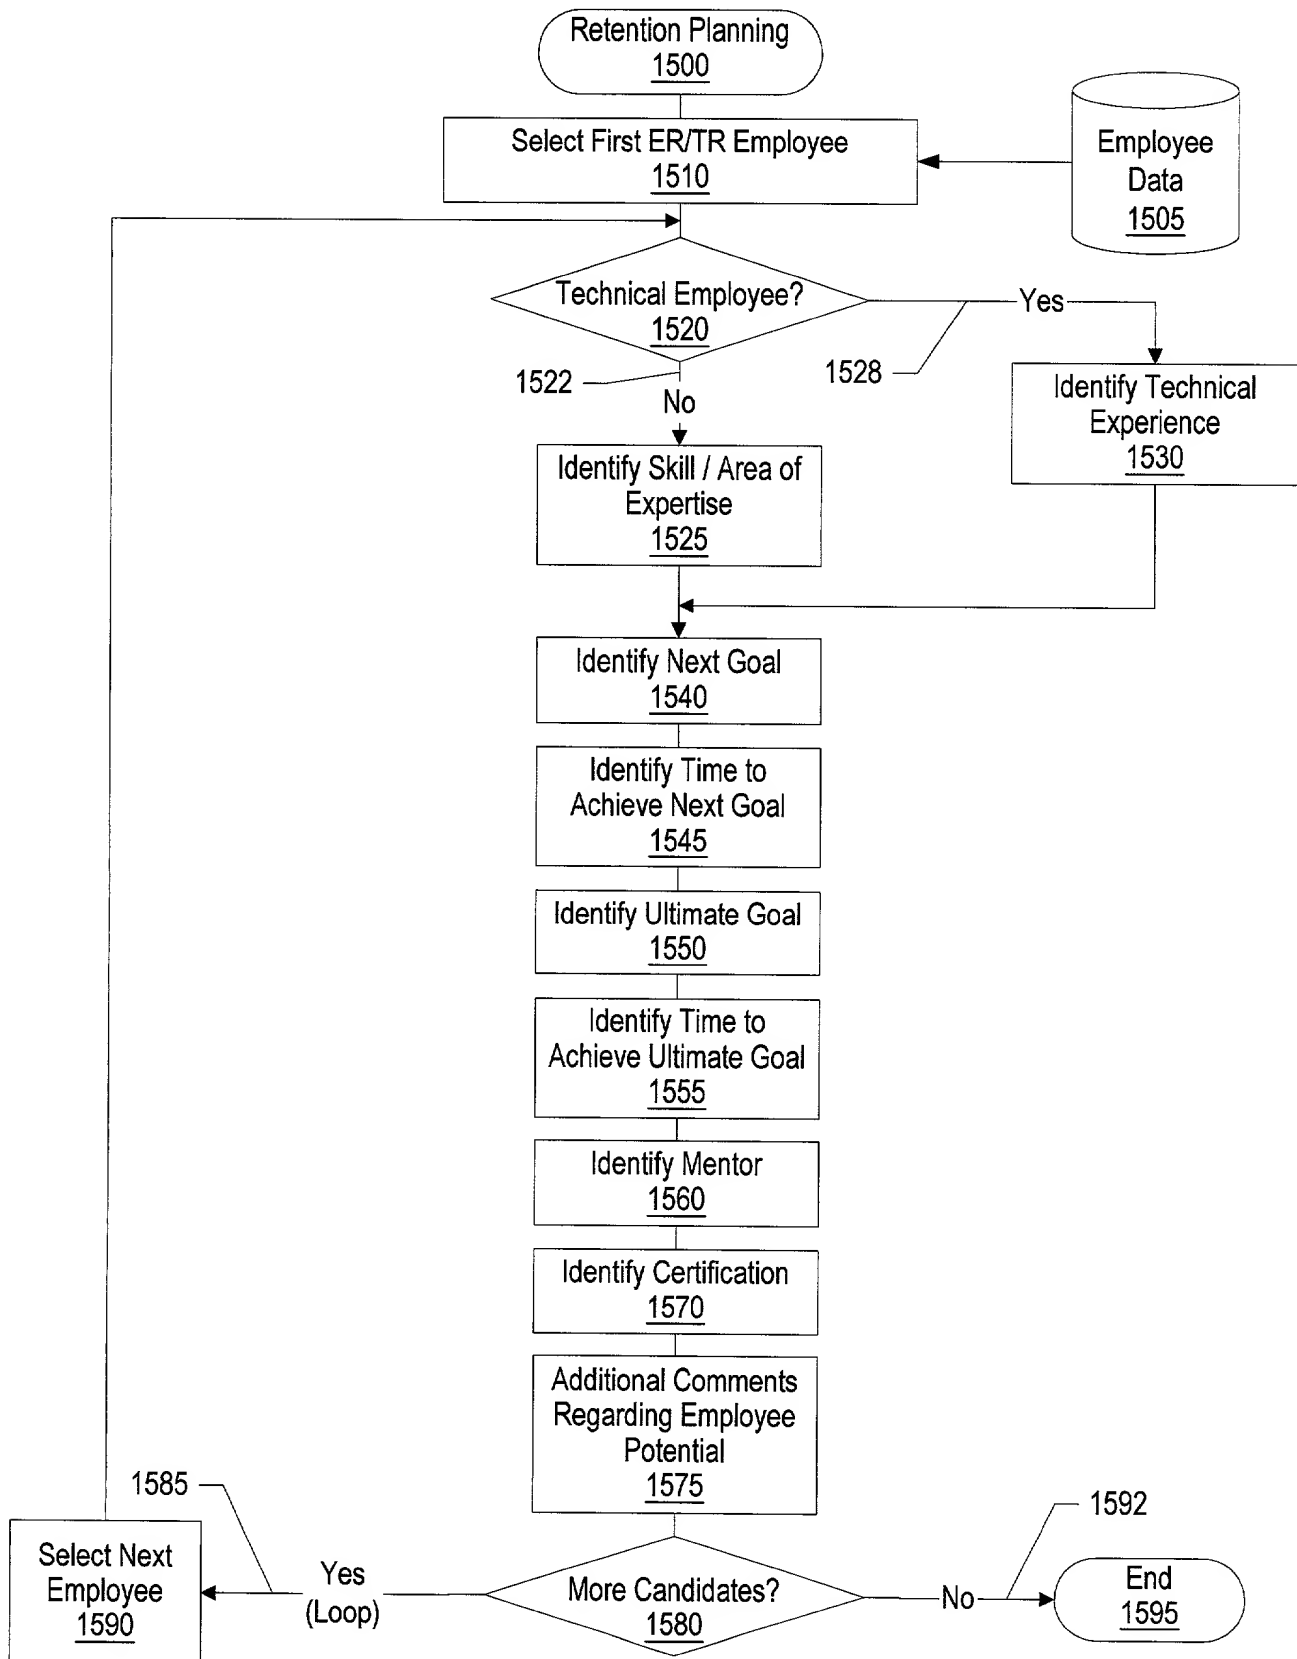 Retention Planning
1500
Select First ER/TR Employee
1510
Employee
Data
1505
Technical Employee?
1520
Yes
1522
1528
No
Identify Technical
Experience
1530
Identify Skill / Area of
Expertise
1525
Identify Next Goal
1540
Identify Time to
Achieve Next Goal
1545
Identify Ultimate Goal
1550
Identify Time to
Achieve Ultimate Goal
1555
Identify Mentor
1560
Identify Certification
1570
Additional Comments
Regarding Employee
Potential
1575
1585
1592
Select Next
Employee
1590
Yes
(Loop)
More Candidates?
1580
No
End
1595